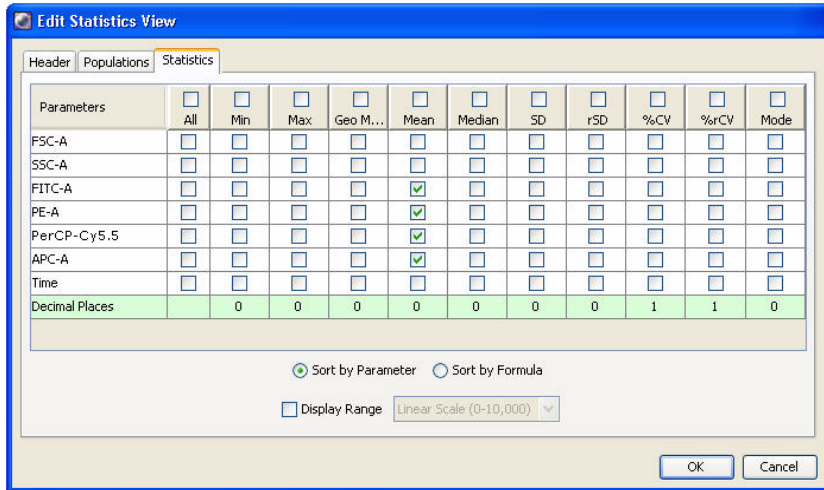 Edit Statistics View
Header Populations Statistics
Parameters All Min Max Geo M... Mean Median SD rSD %CV %rCV Mode
FSC-A
SSC-A
FITC-A
PE-A
PerCP-Cy5.5
APC-A
Time
Decimal Places 0 0 0 0 0 0 0 1 1 0
Sort by Parameter Sort by Formula
Display Range Linear Scale (0-10,000)
OK Cancel